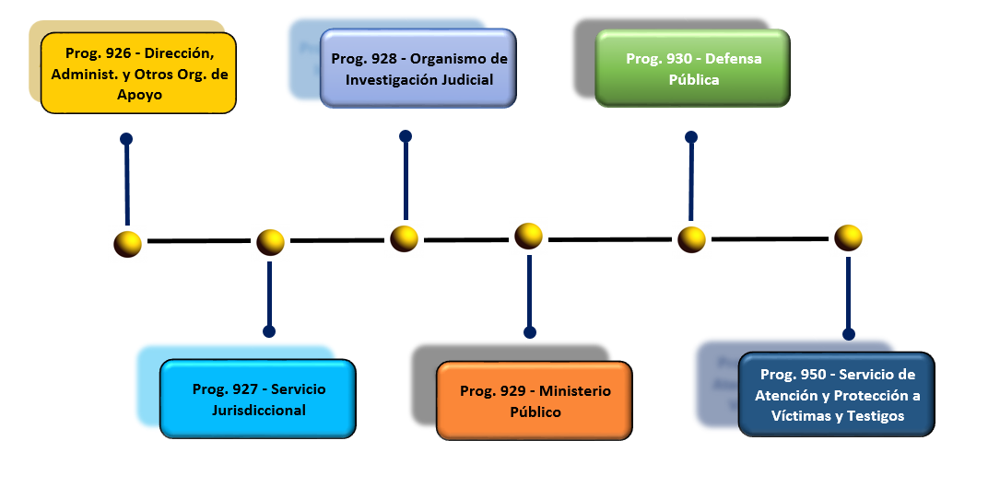 Prog. 926 - Dirección,
Administ. y Otros Org. de
Apoyo
Prog. 928 - Organismo de
Investigación Judicial
Prog. 930 - Defensa
Pública
Prog. 927 - Servicio
Jurisdiccional
Prog. 929 - Ministerio
Público
Prog. 950 - Servicio de
Atención y Protección a
Víctimas y Testigos